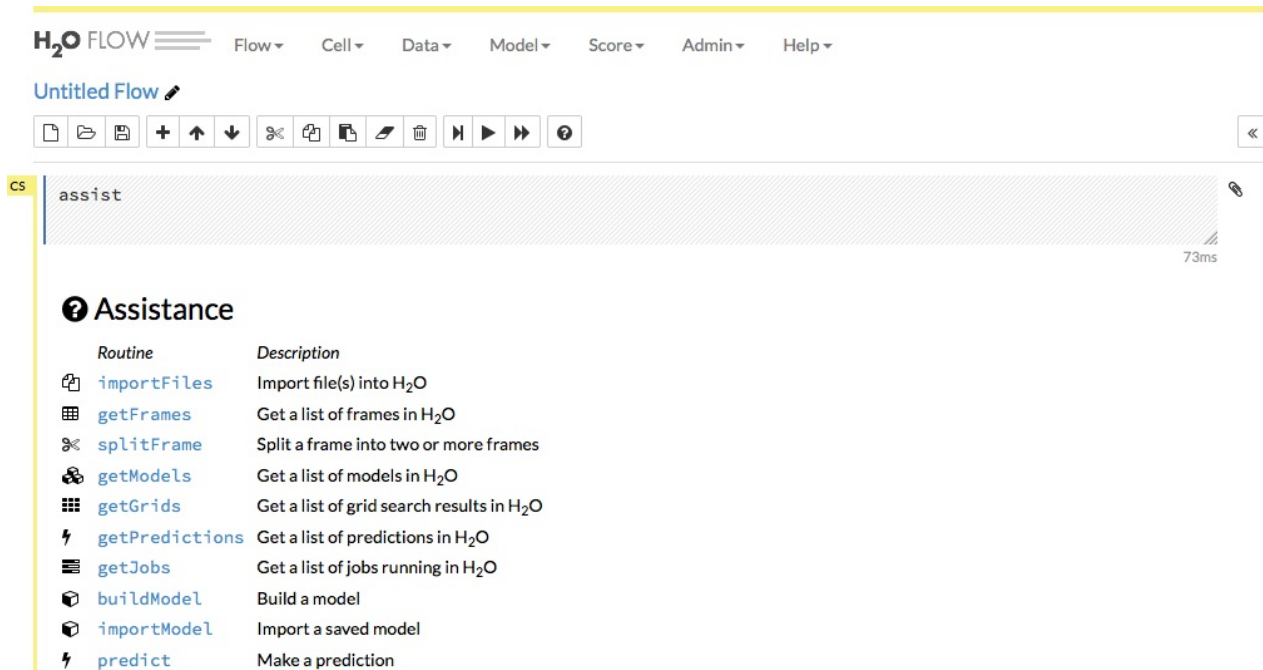 H2O FLOW Flow Cell Data Model Score Admin Help
Untitled Flow
CS
assist
73ms
Assistance
Routine Description
importFiles Import file(s) into H2O
getFrames Get a list of frames in H2O
splitFrame Split a frame into two or more frames
getModels Get a list of models in H2O
getGrids Get a list of grid search results in H2O
getPredictions Get a list of predictions in H2O
getJobs Get a list of jobs running in H2O
buildModel Build a model
importModel Import a saved model
predict Make a prediction